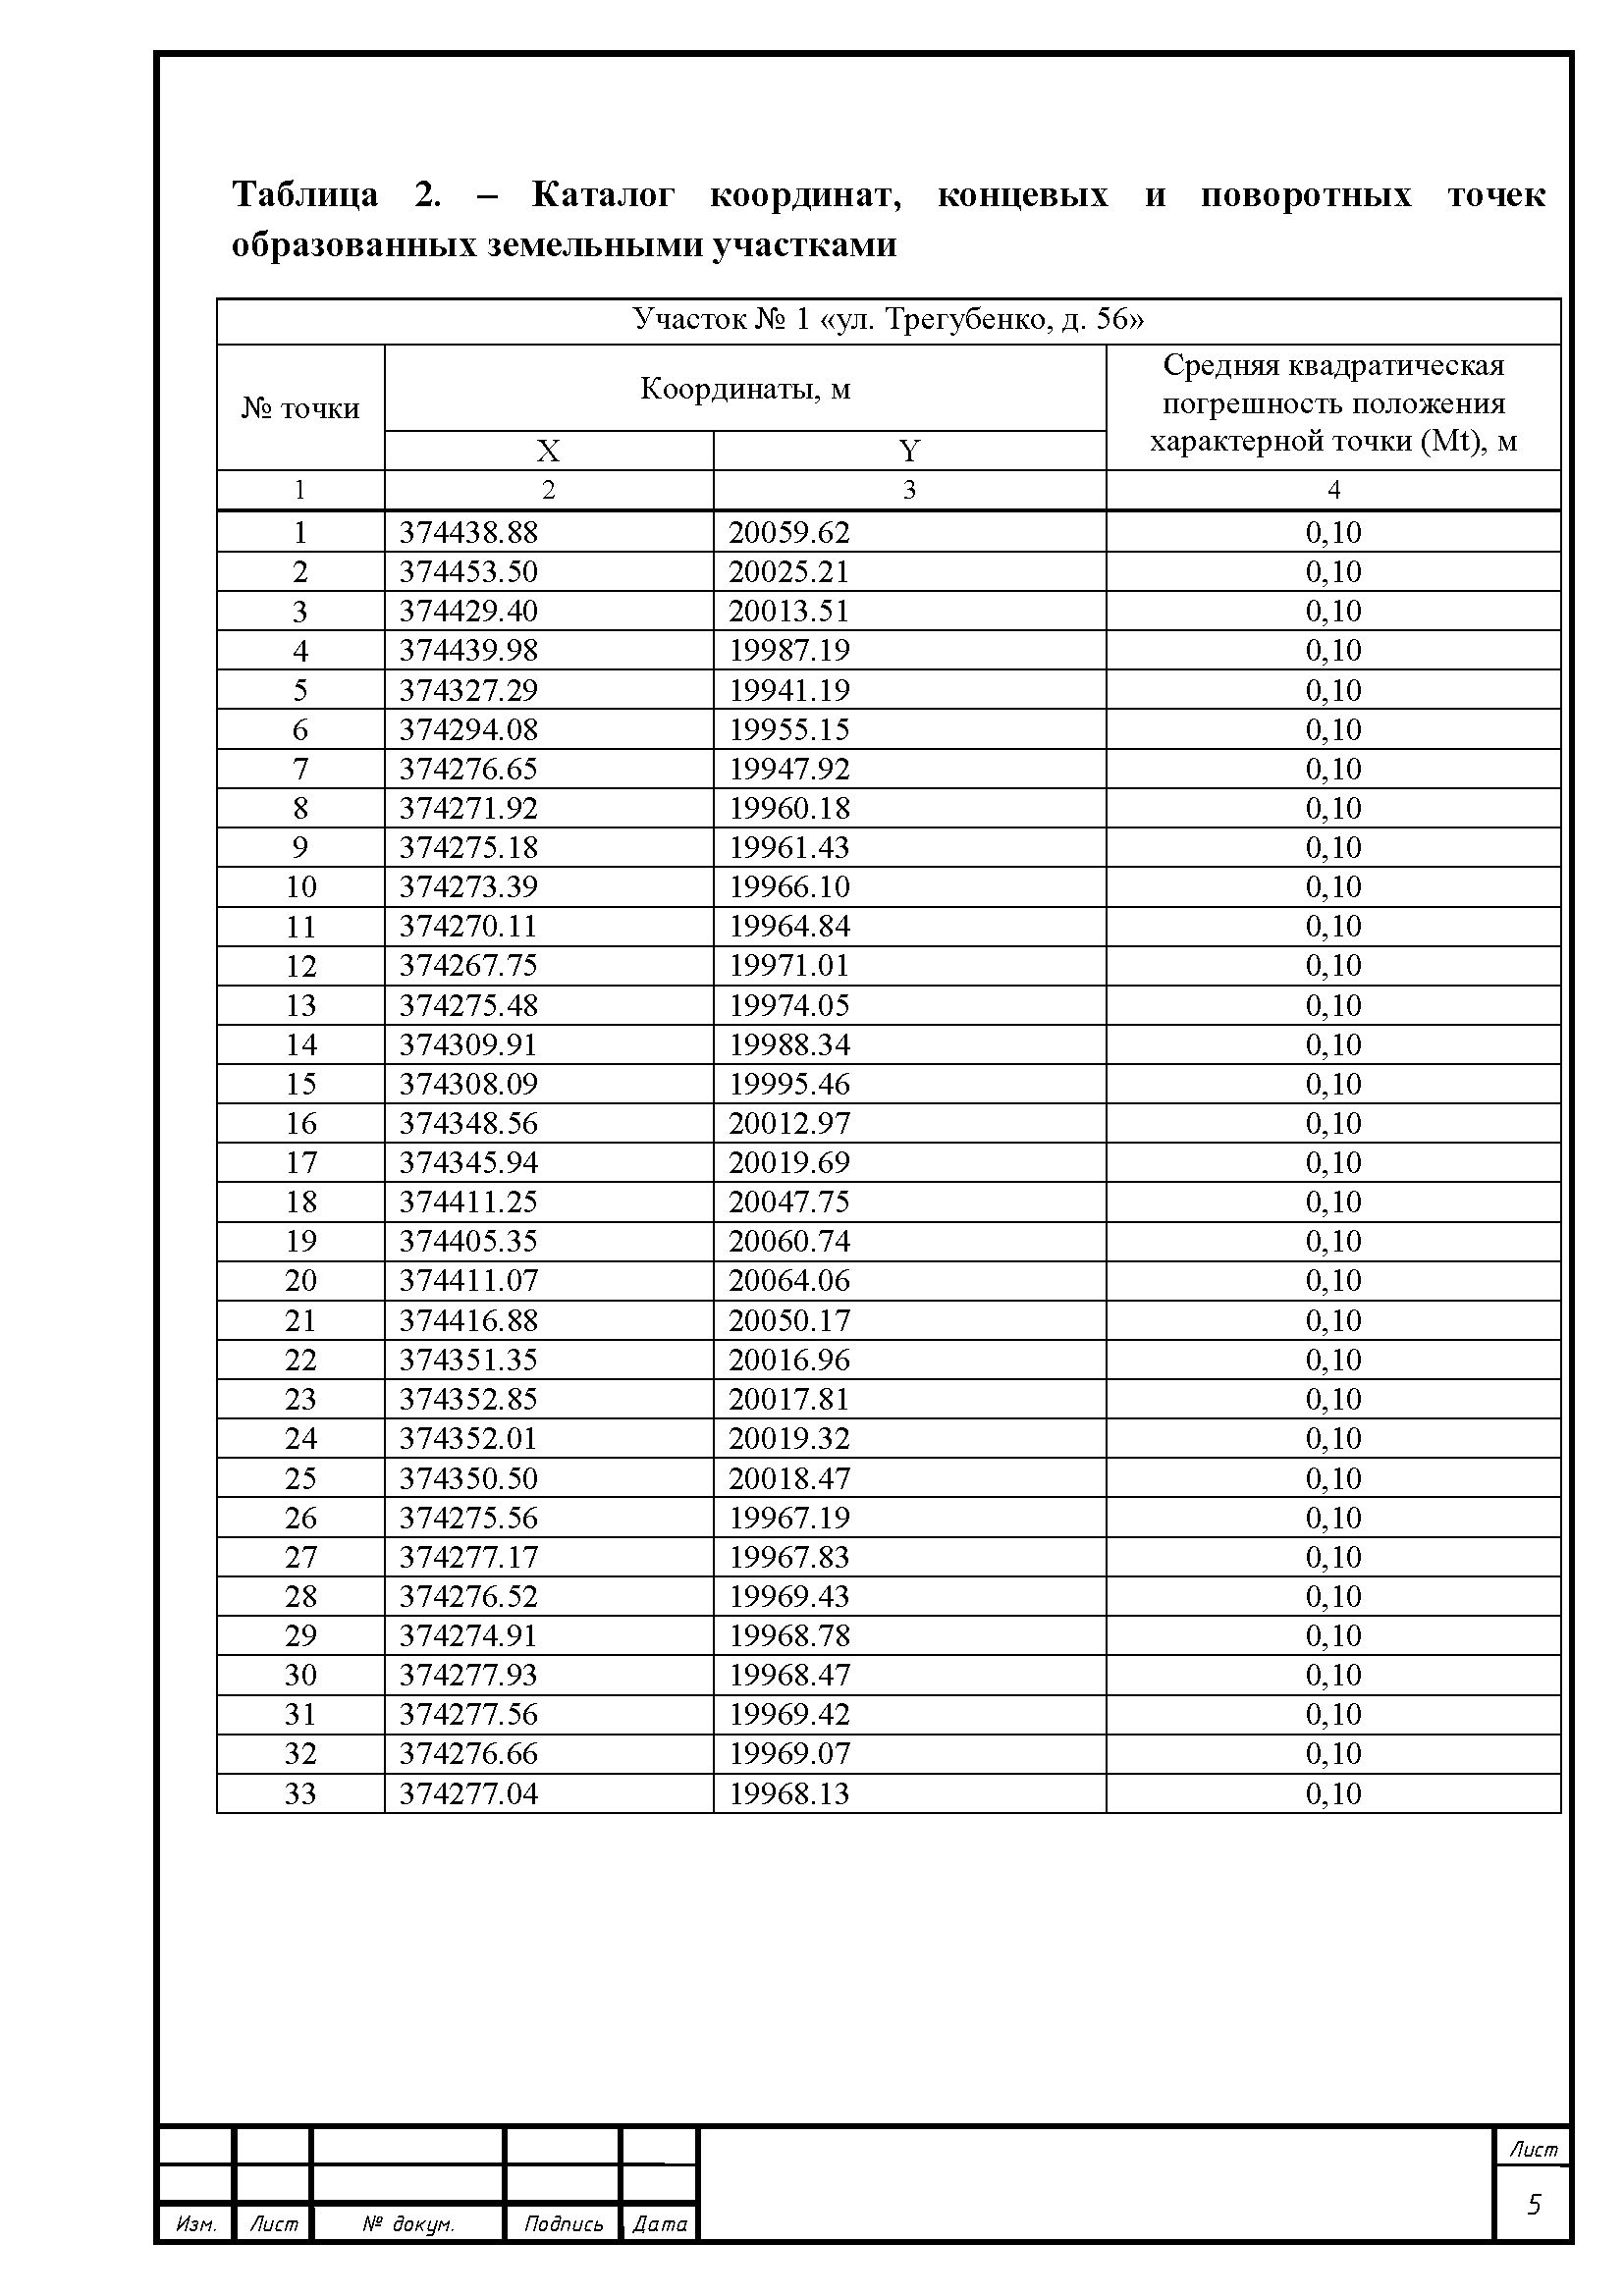 Таблица 2. – Каталог координат, концевых и поворотных точек
образованных земельными участками
Участок № 1 «ул. Трегубенко, д. 56»
№ точки Координаты, м Средняя квадратическая
погрешность положения
характерной точки (Mt), м
X Y
1 2 3 4
1 374438.88 20059.62 0,10
2 374453.50 20025.21 0,10
3 374429.40 20013.51 0,10
4 374439.98 19987.19 0,10
5 374327.29 19941.19 0,10
6 374294.08 19955.15 0,10
7 374276.65 19947.92 0,10
8 374271.92 19960.18 0,10
9 374275.18 19961.43 0,10
10 374273.39 19966.10 0,10
11 374270.11 19964.84 0,10
12 374267.75 19971.01 0,10
13 374275.48 19974.05 0,10
14 374309.91 19988.34 0,10
15 374308.09 19995.46 0,10
16 374348.56 20012.97 0,10
17 374345.94 20019.69 0,10
18 374411.25 20047.75 0,10
19 374405.35 20060.74 0,10
20 374411.07 20064.06 0,10
21 374416.88 20050.17 0,10
22 374351.35 20016.96 0,10
23 374352.85 20017.81 0,10
24 374352.01 20019.32 0,10
25 374350.50 20018.47 0,10
26 374275.56 19967.19 0,10
27 374277.17 19967.83 0,10
28 374276.52 19969.43 0,10
29 374274.91 19968.78 0,10
30 374277.93 19968.47 0,10
31 374277.56 19969.42 0,10
32 374276.66 19969.07 0,10
33 374277.04 19968.13 0,10
Лист
5
Изм. Лист № докум. Подпись Дата